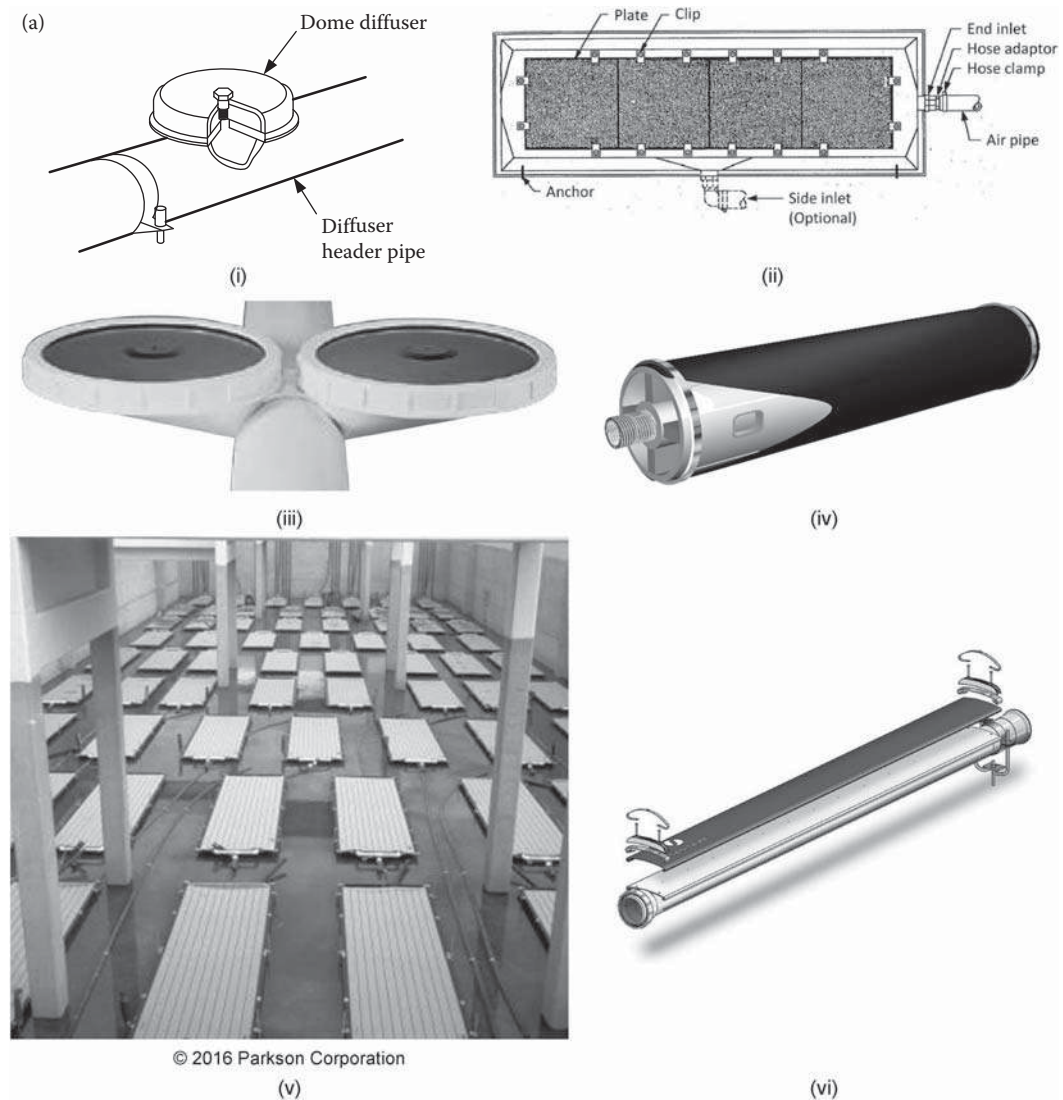 (a)
Dome diffuser
Diffuser
header pipe
(i)
Plate
Clip
End inlet
Hose adaptor
Hose clamp
Air pipe
Anchor
Side inlet
(Optional)
(ii)
(iii)
(iv)
© 2016 Parkson Corporation
(v)
(vi)